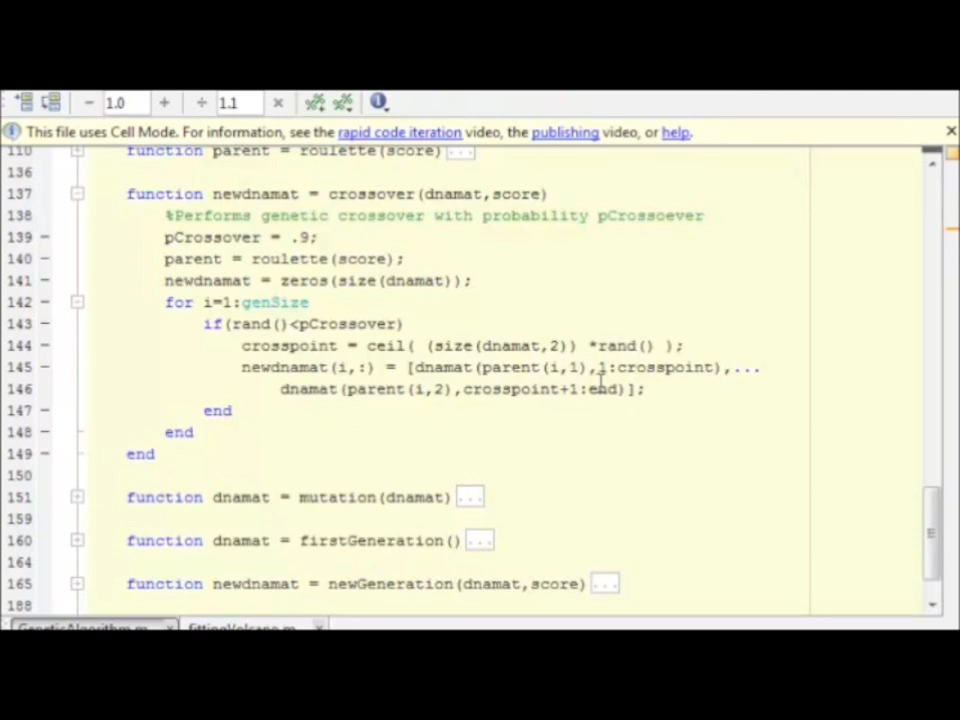 1.0 1.1
This file uses Cell Mode. For information, see the rapid code iteration video, the publishing video, or help.
110 function parent = roulette(score) ...
136
137 function newdnamat = crossover(dnamat,score)
138 %Performs genetic crossover with probability pCrossoever
139 pCrossover = .9;
140 parent = roulette(score);
141 newdnamat = zeros(size(dnamat));
142 for i=1:genSize
143 if(rand()<pCrossover)
144 crosspoint = ceil( (size(dnamat,2)) *rand() );
145 newdnamat(i,:) = [dnamat(parent(i,1),1:crosspoint),...
146 dnamat(parent(i,2),crosspoint+1:end)];
147 end
148 end
149 end
150
151 function dnamat = mutation(dnamat) ...
159
160 function dnamat = firstGeneration() ...
164
165 function newdnamat = newGeneration(dnamat,score) ...
188
GeneticAlgorithm.m fittingVolcano.m